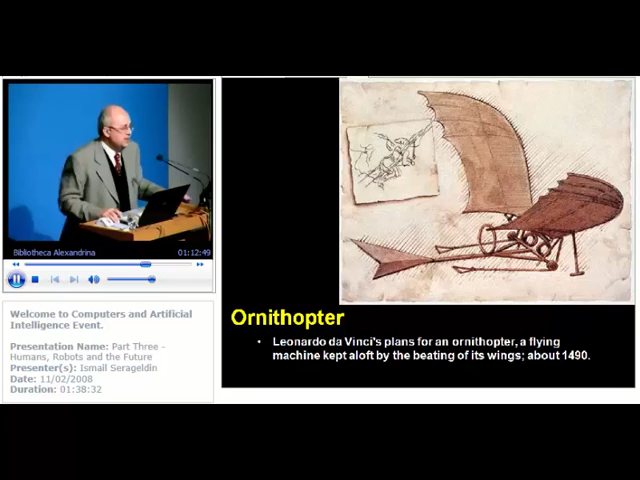 Bibliotheca Alexandrina
01:12:49
Welcome to Computers and Artificial
Intelligence Event.
Presentation Name: Part Three -
Humans, Robots and the Future
Presenter(s): Ismail Serageldin
Date: 11/02/2008
Duration: 01:38:32
Ornithopter
• Leonardo da Vinci's plans for an ornithopter, a flying
machine kept aloft by the beating of its wings; about 1490.